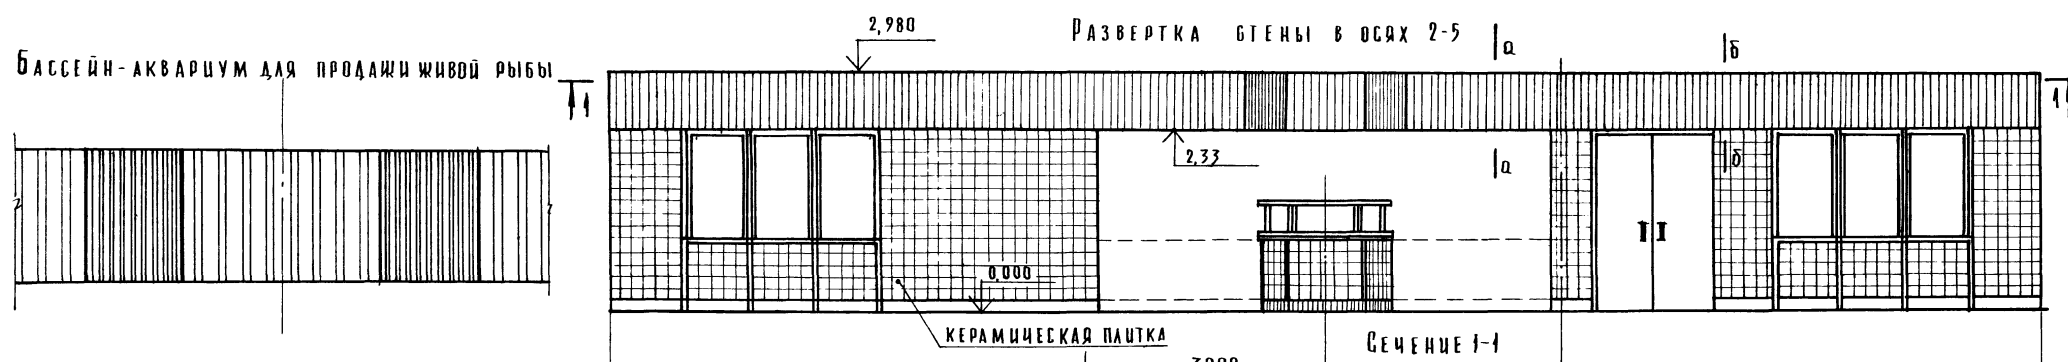 Бассейн-аквариум для продажи живой рыбы
Развертка стены в осях 2-5
2,980
а
б
1
1
2,33
а
б
0,000
керамическая плитка
Сечение 1-1